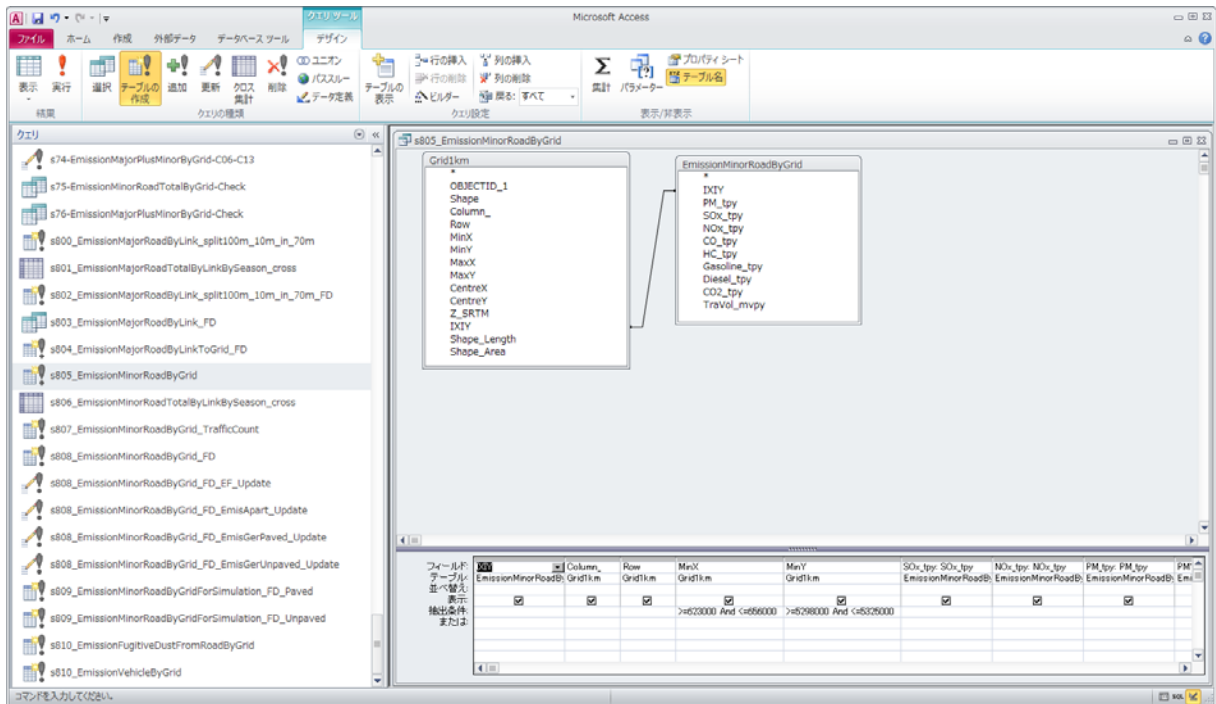 クエリ ツール
Microsoft Access
ファイル ホーム 作成 外部データ データベース ツール デザイン
表示 実行 選択 テーブルの作成 追加 更新 クロス集計 削除
ユニオン
パススルー
データ定義
テーブルの表示
行の挿入
行の削除
ビルダー
列の挿入
列の削除
戻る: すべて
集計 パラメーター
プロパティ シート
テーブル名
結果 クエリの種類 クエリ設定 表示/非表示
クエリ
s74-EmissionMajorPlusMinorByGrid-C06-C13
s75-EmissionMinorRoadTotalByGrid-Check
s76-EmissionMajorPlusMinorByGrid-Check
s800_EmissionMajorRoadByLink_split100m_10m_in_70m
s801_EmissionMajorRoadTotalByLinkBySeason_cross
s802_EmissionMajorRoadByLink_split100m_10m_in_70m_FD
s803_EmissionMajorRoadByLink_FD
s804_EmissionMajorRoadByLinkToGrid_FD
s805_EmissionMinorRoadByGrid
s806_EmissionMinorRoadTotalByLinkBySeason_cross
s807_EmissionMinorRoadByGrid_TrafficCount
s808_EmissionMinorRoadByGrid_FD
s808_EmissionMinorRoadByGrid_FD_EF_Update
s808_EmissionMinorRoadByGrid_FD_EmisApart_Update
s808_EmissionMinorRoadByGrid_FD_EmisGerPaved_Update
s808_EmissionMinorRoadByGrid_FD_EmisGerUnpaved_Update
s809_EmissionMinorRoadByGridForSimulation_FD_Paved
s809_EmissionMinorRoadByGridForSimulation_FD_Unpaved
s810_EmissionFugitiveDustFromRoadByGrid
s810_EmissionVehicleByGrid
s805_EmissionMinorRoadByGrid
Grid1km
*
OBJECTID_1
Shape
Column_
Row
MinX
MinY
MaxX
MaxY
CentreX
CentreY
Z_SRTM
IXIY
Shape_Length
Shape_Area
EmissionMinorRoadByGrid
*
IXIY
PM_tpy
SOx_tpy
NOx_tpy
CO_tpy
HC_tpy
Gasoline_tpy
Diesel_tpy
CO2_tpy
TraVol_mvpy
フィールド: IXIY Column_ Row MinX MinY SOx_tpy: SOx_tpy NOx_tpy: NOx_tpy PM_tpy: PM_tpy
テーブル: EmissionMinorRoadB Grid1km Grid1km Grid1km Grid1km EmissionMinorRoadB EmissionMinorRoadB EmissionMinorRoadB
並べ替え:
表示:
抽出条件: >=623000 And <=656000 >=5298000 And <=5325000
または:
コマンドを入力してください。
SQL